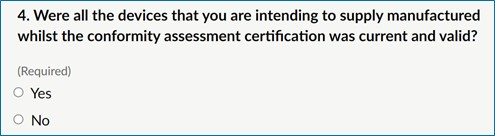 4. Were all the devices that you are intending to supply manufactured
whilst the conformity assessment certification was current and valid?
(Required)
Yes
No